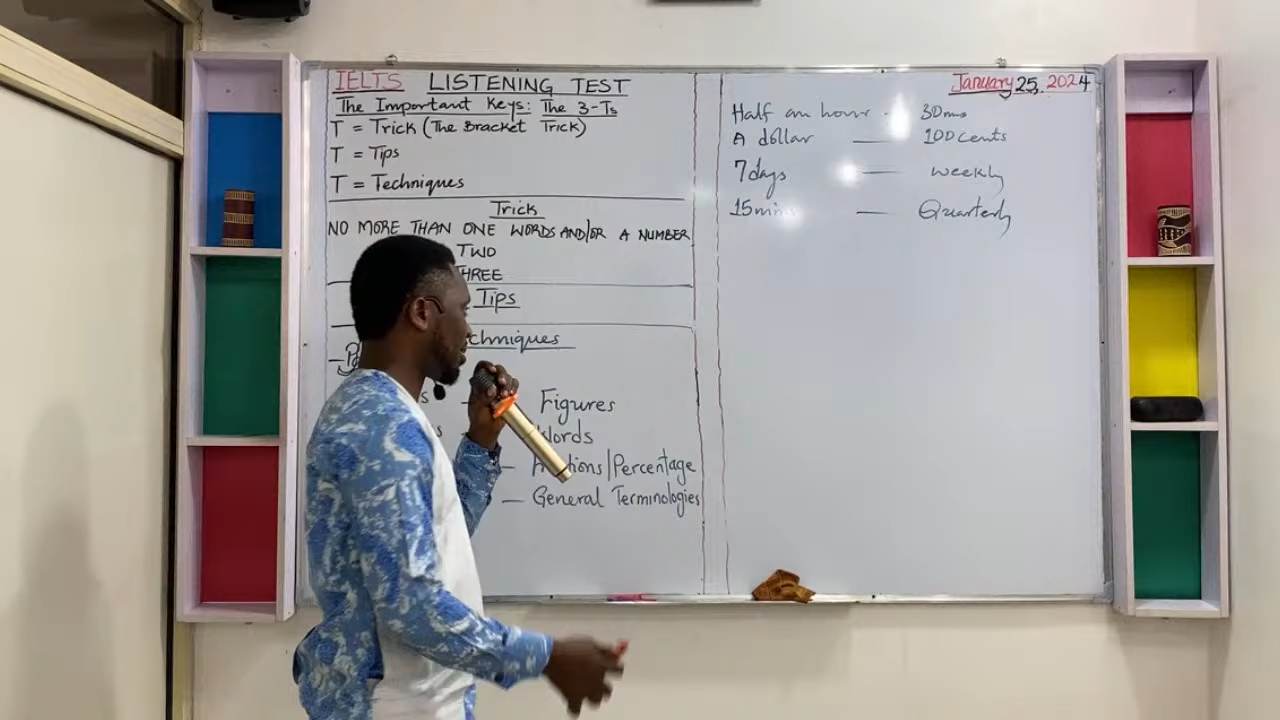 IELTS LISTENING TEST
The Important Keys: The 3-Ts
T = Trick (The Bracket Trick)
T = Tips
T = Techniques
Trick
NO MORE THAN ONE WORDS AND/OR A NUMBER
TWO
THREE
Tips
echniques
Figures
Words
General Terminologies
/Percentage
January 25, 2024
Half an hour - 30mns
A dollar — 100 cents
7days — weekly
15mins — Quarterly